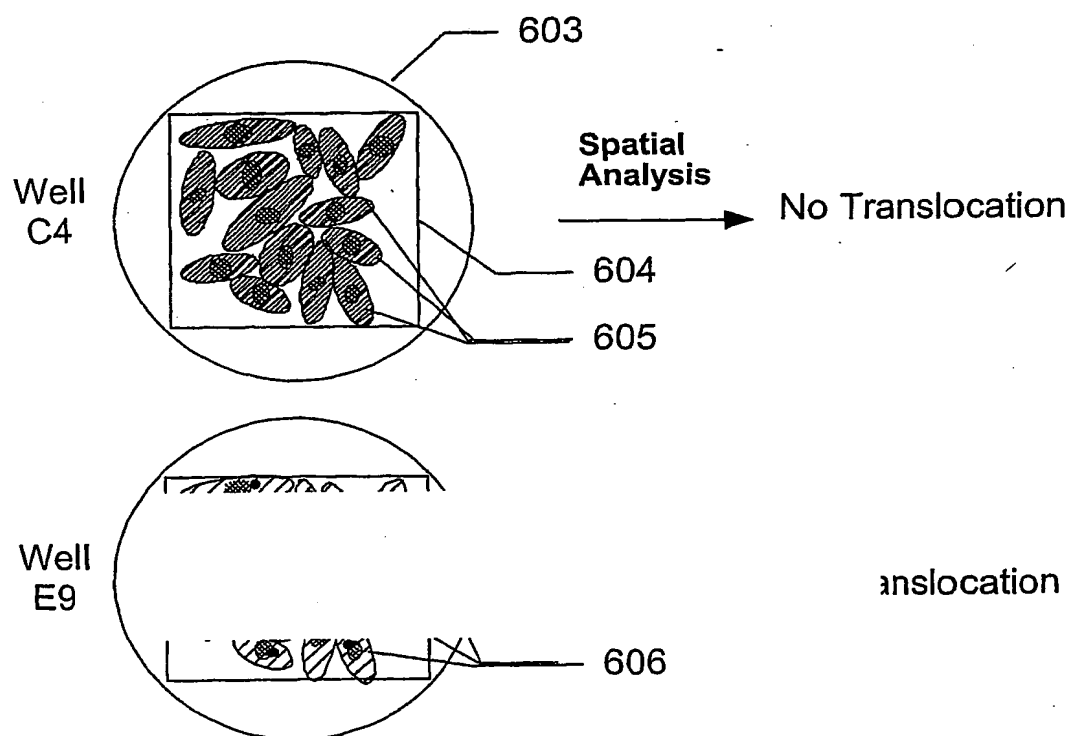 603
Well
C4
Spatial
Analysis
No Translocation
604
605
Well
E9
anslocation
606